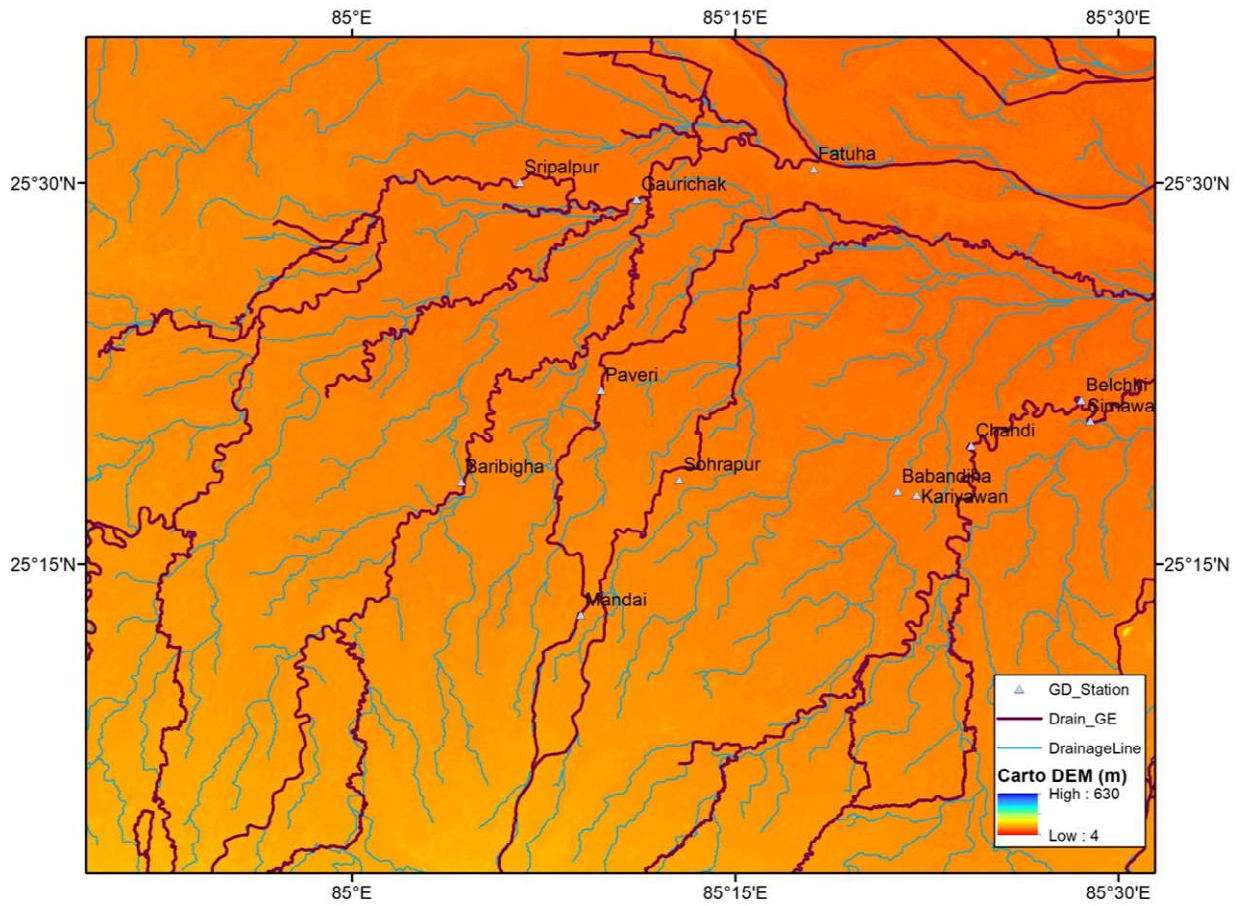 85°E 85°15'E 85°30'E
Fatuha
Sripalpur
25°30'N 25°30'N
Gaurichak
Paveri
Belchhi
Simawa
Chandi
Baribigha
Sohrapur
Babandiha
Kariyawan
25°15'N 25°15'N
Mandai
GD_Station
Drain_GE
DrainageLine
Carto DEM (m)
High : 630
Low : 4
85°E 85°15'E 85°30'E